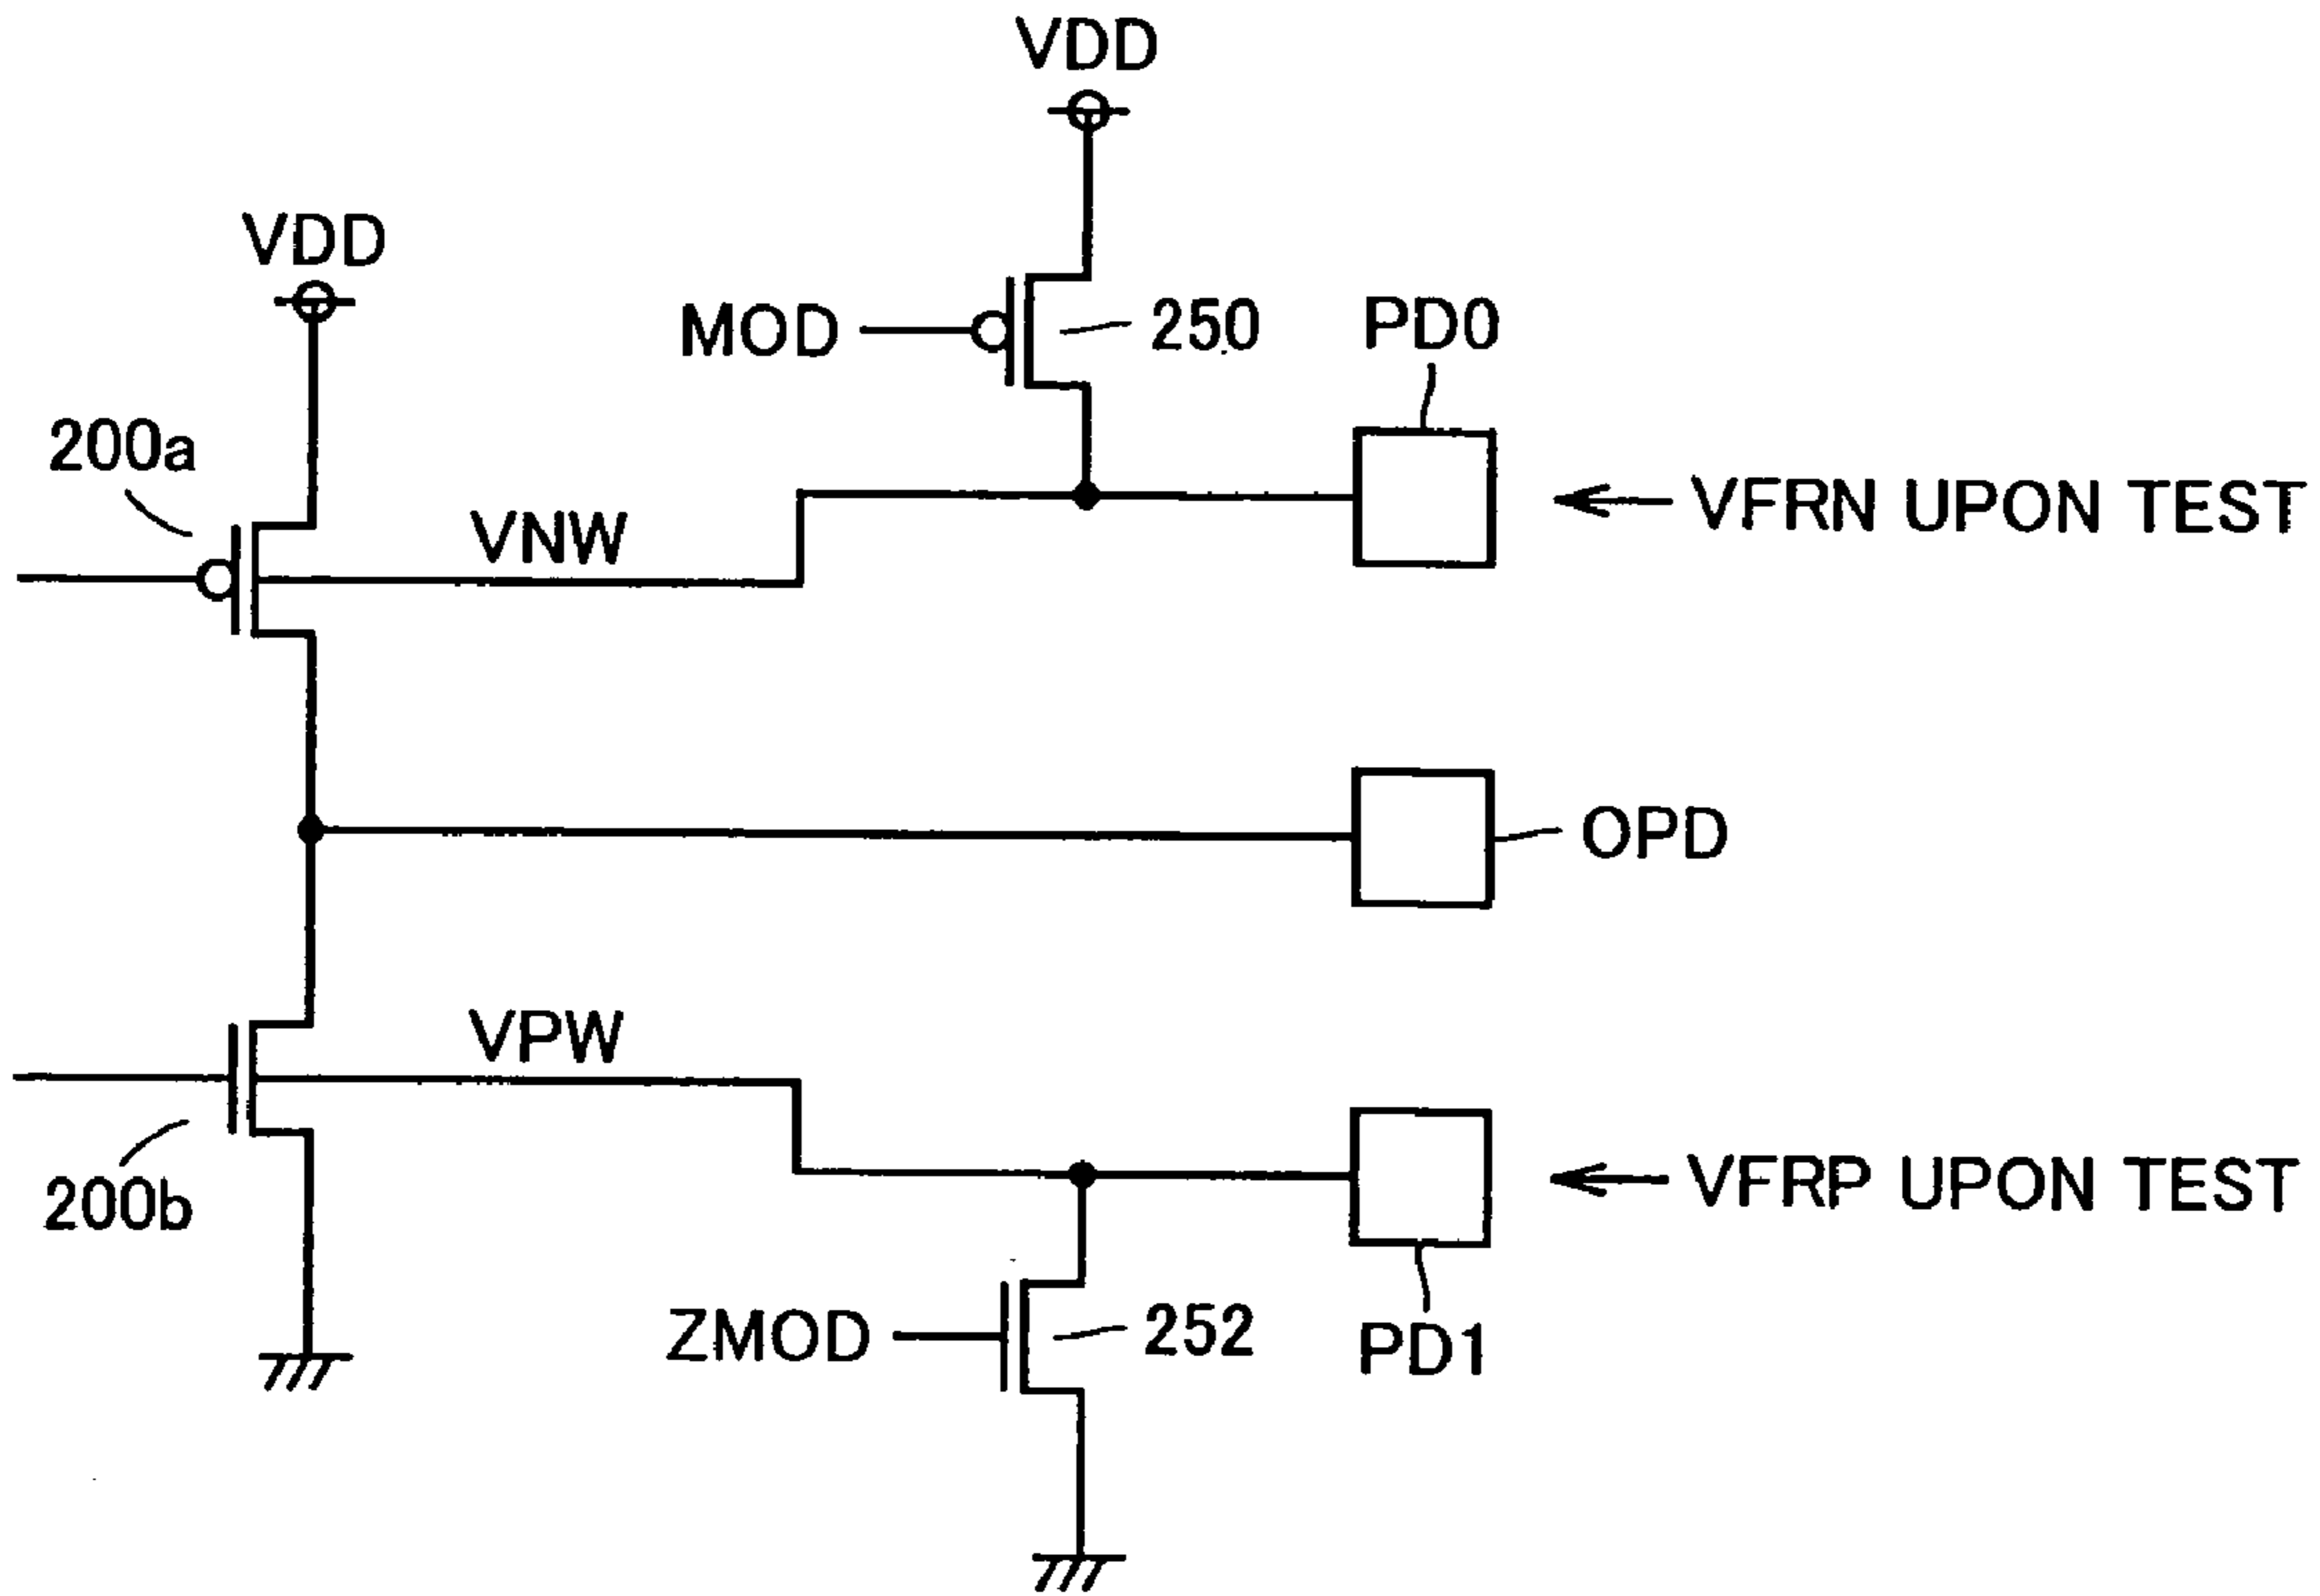 VDD
VDD
MOD
250
PD0
200a
VNW
VFRN UPON TEST
OPD
VPW
200b
VFRP UPON TEST
ZMOD
252
PD1